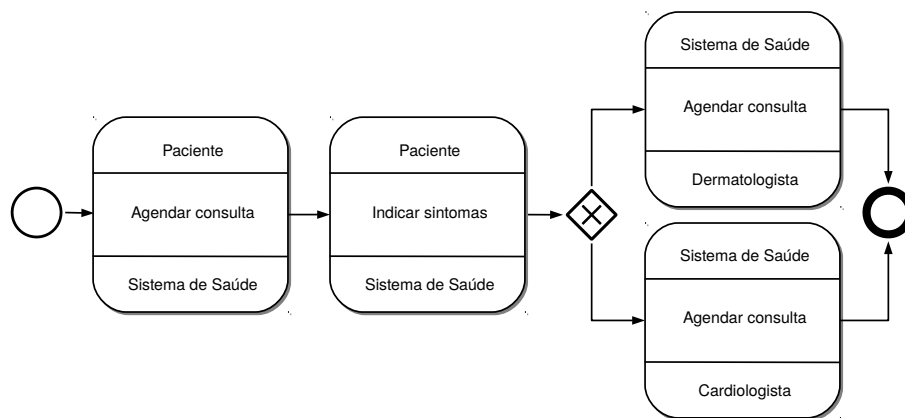 Paciente
Agendar consulta
Sistema de Saúde
Paciente
Indicar sintomas
Sistema de Saúde
Sistema de Saúde
Agendar consulta
Dermatologista
Sistema de Saúde
Agendar consulta
Cardiologista